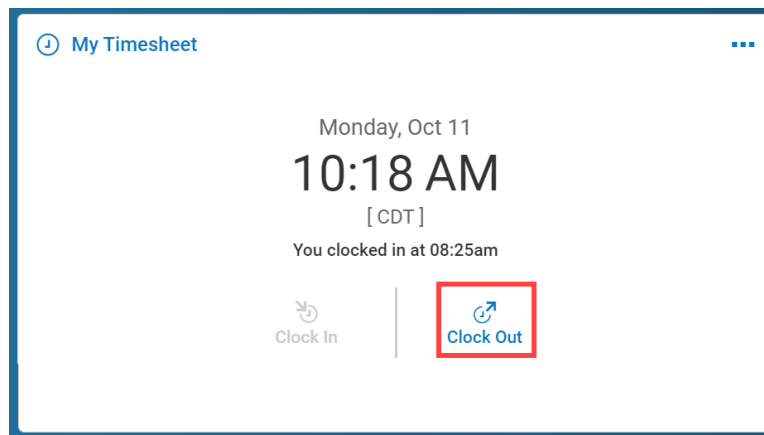 My Timesheet
Monday, Oct 11
10:18 AM
[ CDT ]
You clocked in at 08:25am
Clock In
Clock Out